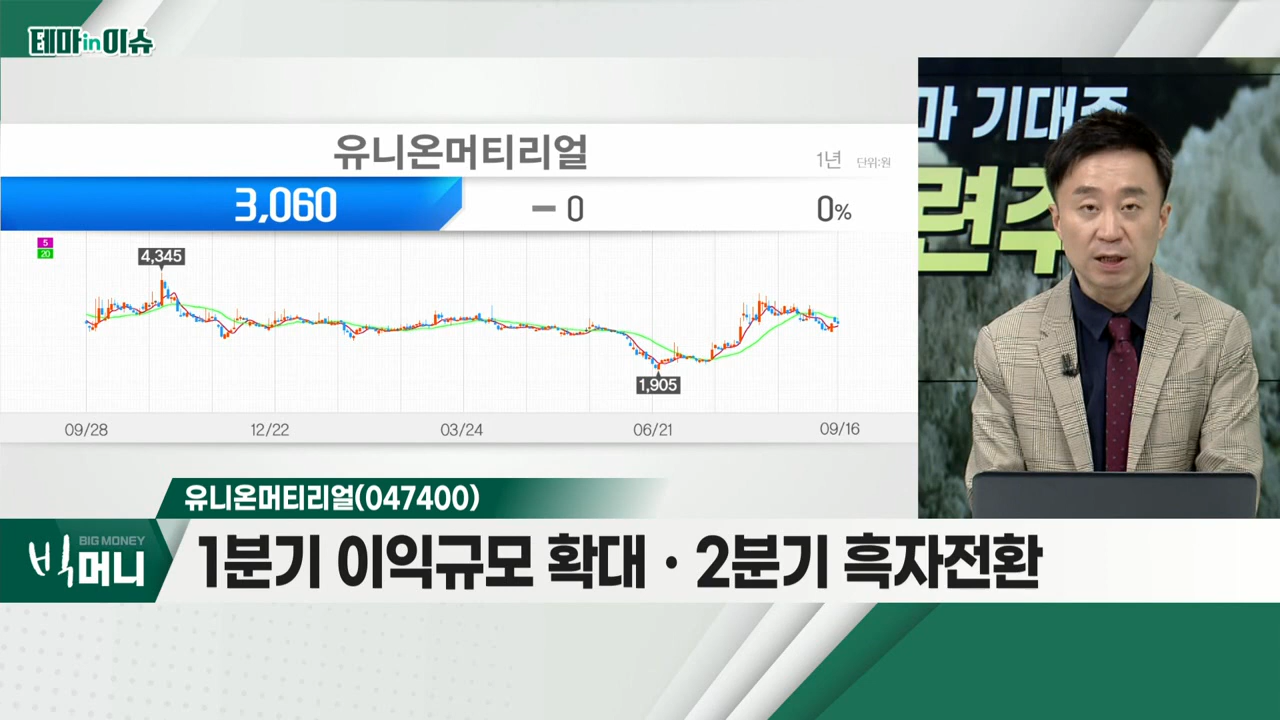 테마in이슈
마 기대주
련주
유니온머티리얼
1년 단위:원
3,060
0
0%
5
20
4,345
1,905
09/28 12/22 03/24 06/21 09/16
유니온머티리얼(047400)
BIG MONEY
빅머니
1분기 이익규모 확대 · 2분기 흑자전환